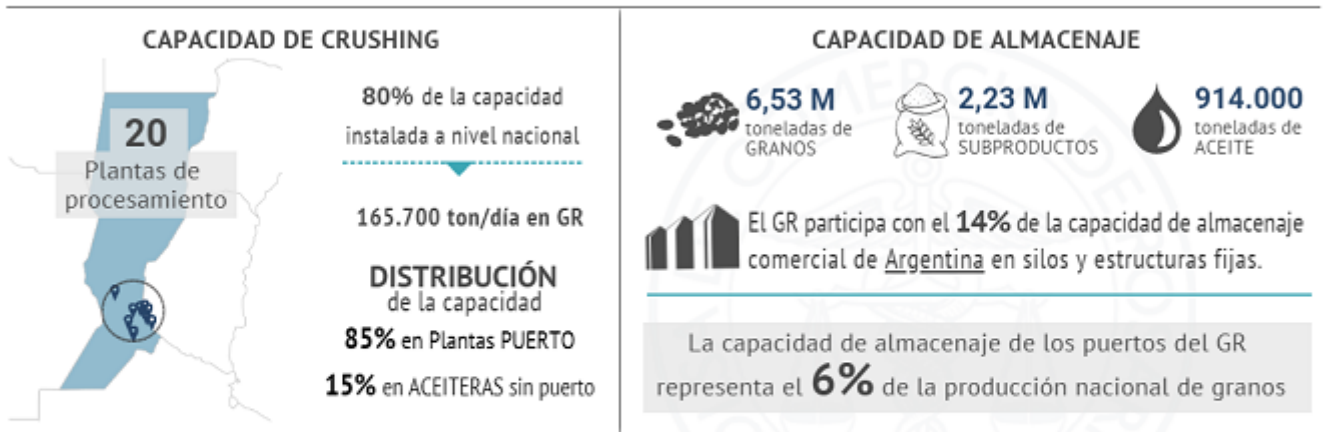 CAPACIDAD DE CRUSHING
20
Plantas de
procesamiento
80% de la capacidad
instalada a nivel nacional
165.700 ton/día en GR
DISTRIBUCIÓN
de la capacidad
85% en Plantas PUERTO
15% en ACEITERAS sin puerto
CAPACIDAD DE ALMACENAJE
6,53 M
toneladas de
GRANOS
2,23 M
toneladas de
SUBPRODUCTOS
914.000
toneladas de
ACEITE
El GR participa con el 14% de la capacidad de almacenaje
comercial de Argentina en silos y estructuras fijas.
La capacidad de almacenaje de los puertos del GR
representa el 6% de la producción nacional de granos